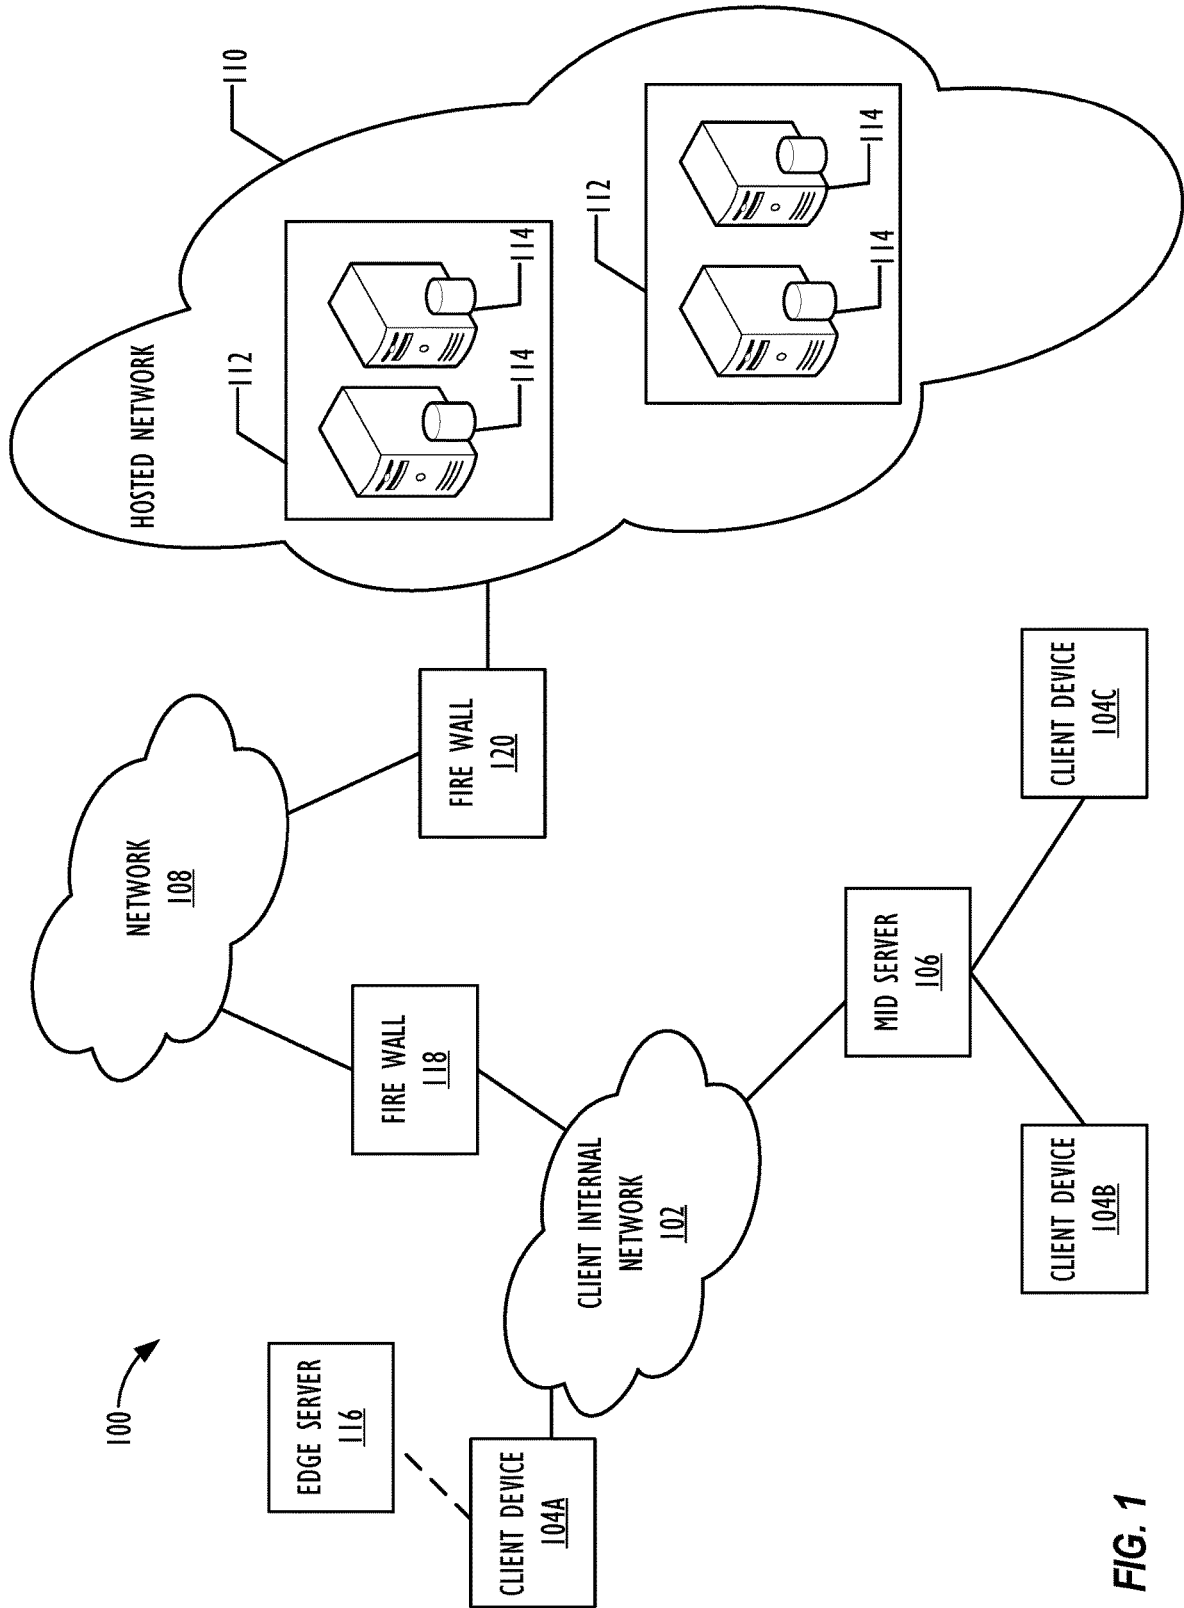 100
EDGE SERVER
116
CLIENT DEVICE
104A
CLIENT INTERNAL
NETWORK
102
FIRE WALL
118
NETWORK
108
FIRE WALL
120
HOSTED NETWORK
110
112
114
114
112
114
114
MID SERVER
106
CLIENT DEVICE
104B
CLIENT DEVICE
104C
FIG. 1